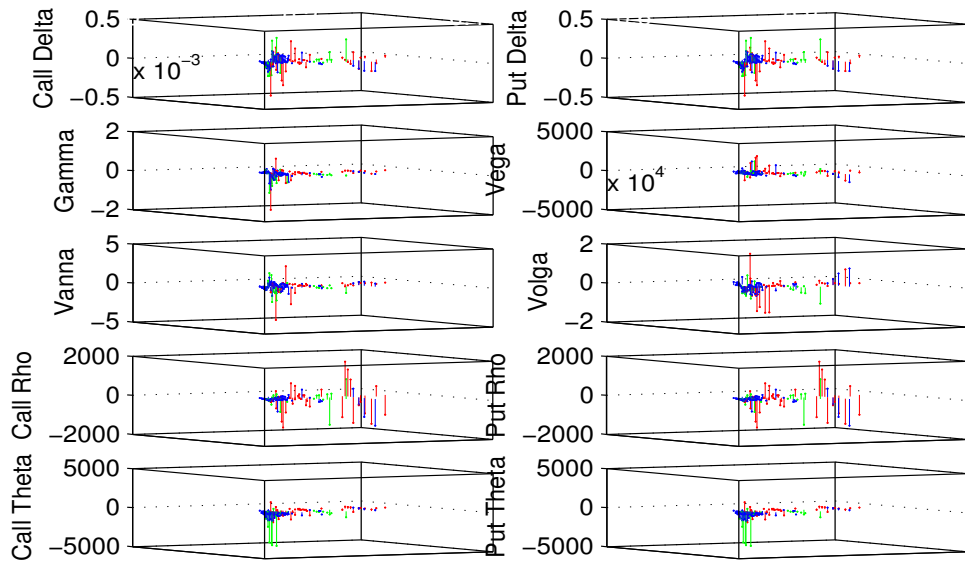 Call Delta
0.5
0
−0.5
x 10⁻³
Put Delta
0.5
0
−0.5
Gamma
2
0
−2
Vega
5000
0
−5000
x 10⁴
Vanna
5
0
−5
Volga
2
0
−2
Call Rho
2000
0
−2000
Put Rho
2000
0
−2000
Call Theta
5000
0
−5000
Put Theta
5000
0
−5000